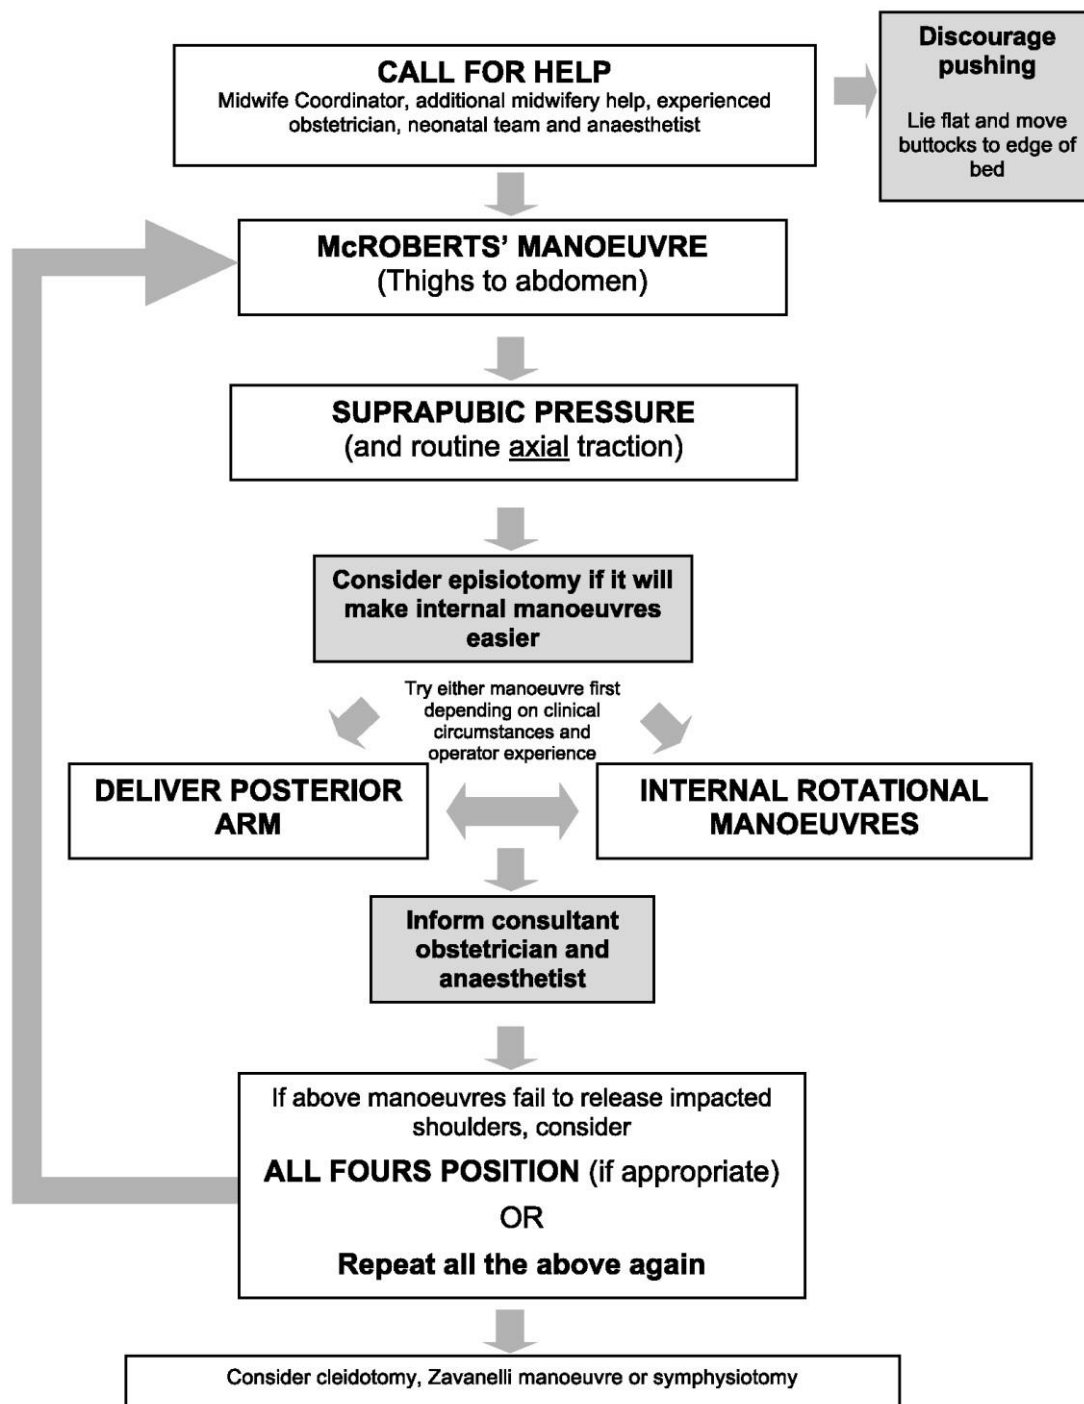 CALL FOR HELP
Midwife Coordinator, additional midwifery help, experienced
obstetrician, neonatal team and anaesthetist
Discourage
pushing
Lie flat and move
buttocks to edge of
bed
McROBERTS' MANOEUVRE
(Thighs to abdomen)
SUPRAPUBIC PRESSURE
(and routine axial traction)
Consider episiotomy if it will
make internal manoeuvres
easier
Try either manoeuvre first
depending on clinical
circumstances and
operator experience
DELIVER POSTERIOR
ARM
INTERNAL ROTATIONAL
MANOEUVRES
Inform consultant
obstetrician and
anaesthetist
If above manoeuvres fail to release impacted
shoulders, consider
ALL FOURS POSITION (if appropriate)
OR
Repeat all the above again
Consider cleidotomy, Zavanelli manoeuvre or symphysiotomy